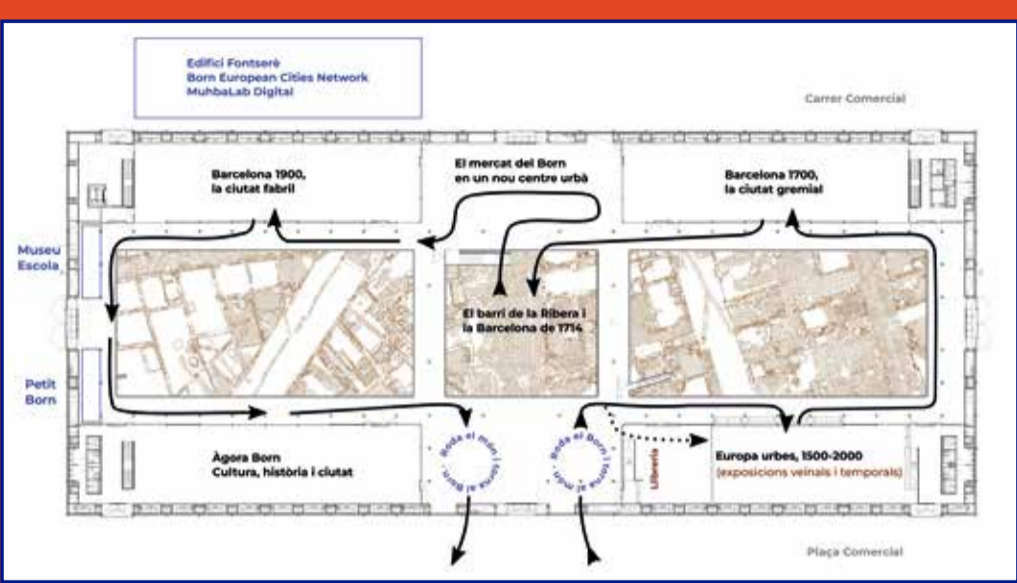 Edifici Fontserè
Born European Cities Network
MuhbaLab Digital
Carrer Comercial
Barcelona 1900,
la ciutat fabril
El mercat del Born
en un nou centre urbà
Barcelona 1700,
la ciutat gremial
Museu
Escola
El barri de la Ribera i
la Barcelona de 1714
Petit
Born
Àgora Born
Cultura, història i ciutat
Roda el món i torna al Born ·
Roda el Born i torna al món ·
Llibreria
Europa urbes, 1500-2000
(exposicions veïnals i temporals)
Plaça Comercial